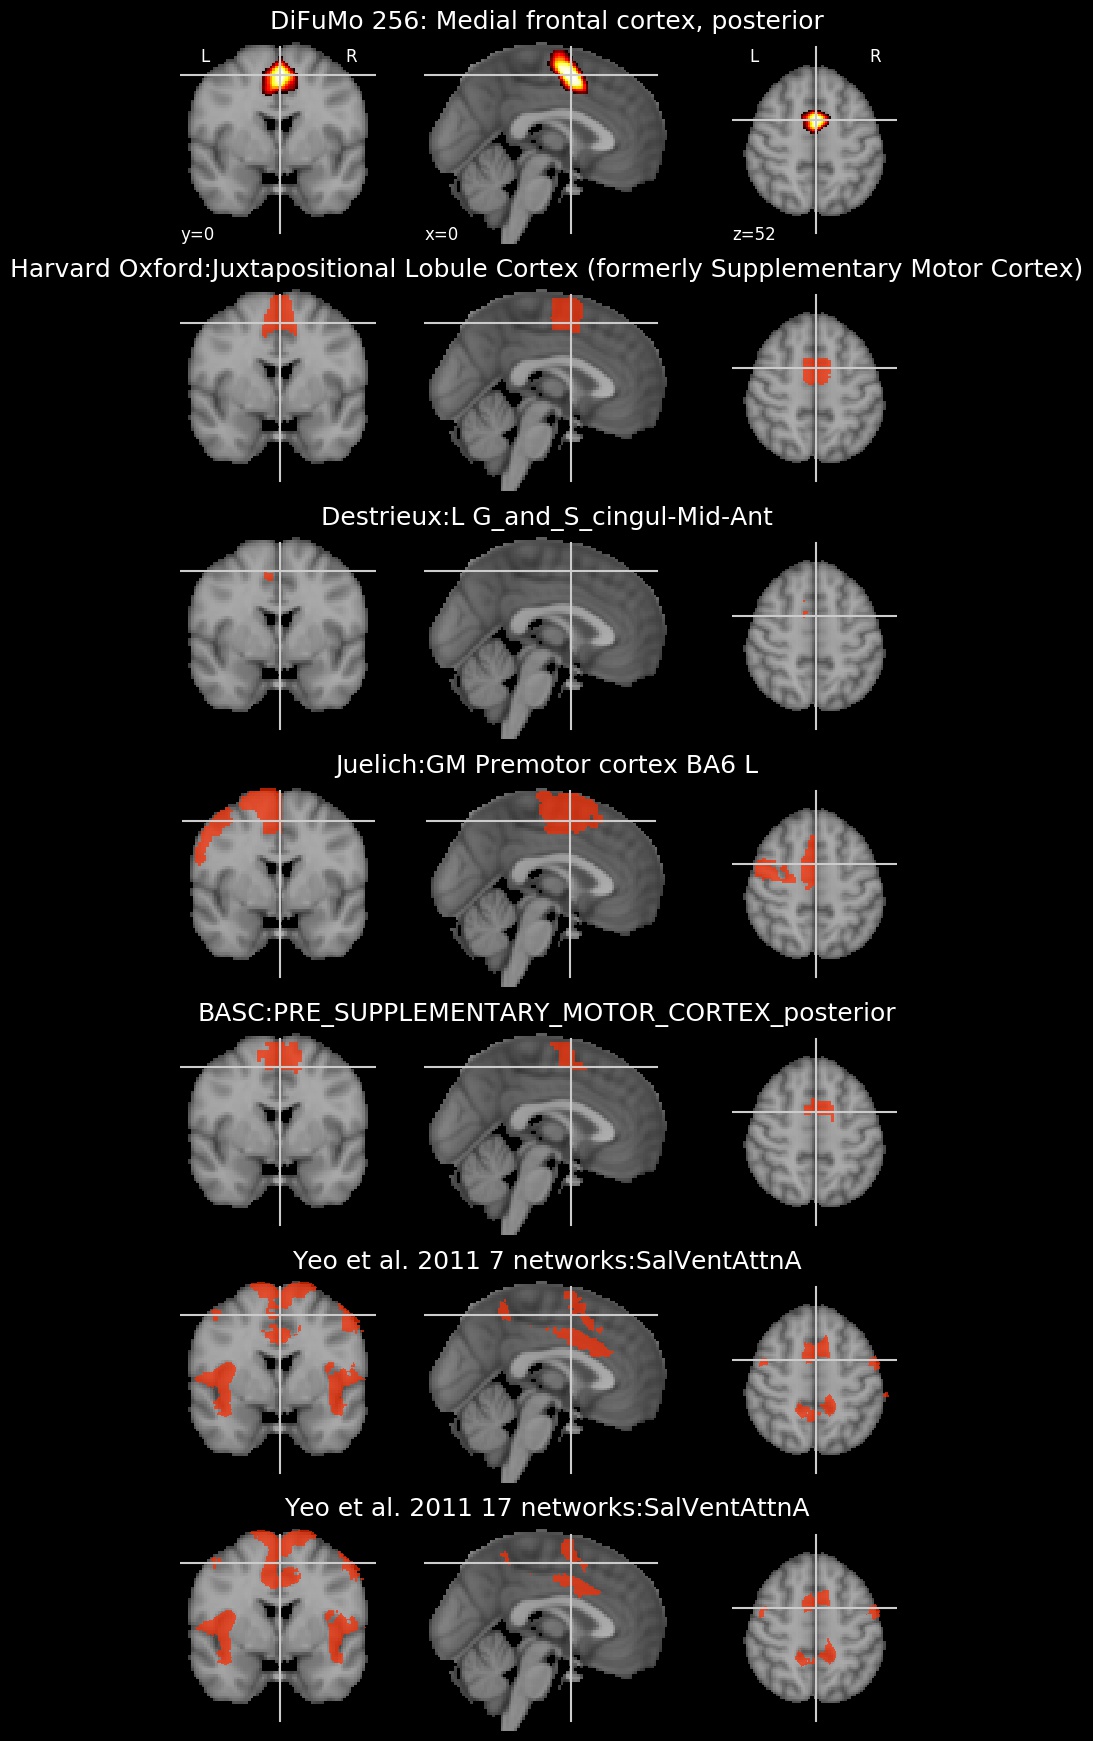 DiFuMo 256: Medial frontal cortex, posterior
L R L R
y=0 x=0 z=52
Harvard Oxford:Juxtapositional Lobule Cortex (formerly Supplementary Motor Cortex)
Destrieux:L G_and_S_cingul-Mid-Ant
Juelich:GM Premotor cortex BA6 L
BASC:PRE_SUPPLEMENTARY_MOTOR_CORTEX_posterior
Yeo et al. 2011 7 networks:SalVentAttnA
Yeo et al. 2011 17 networks:SalVentAttnA